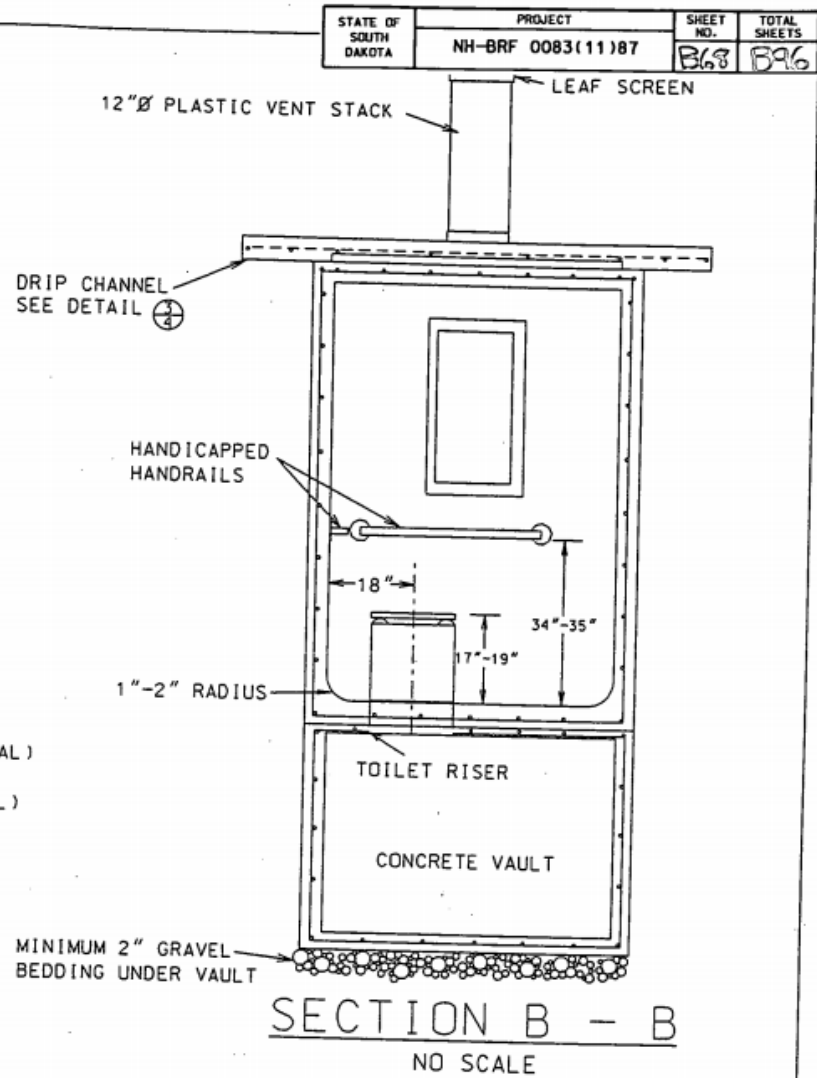 STATE OF
SOUTH
DAKOTA
PROJECT
NH-BRF 0083(11)87
SHEET
NO.
B68
TOTAL
SHEETS
B96
LEAF SCREEN
12"Ø PLASTIC VENT STACK
DRIP CHANNEL
SEE DETAIL 3
4
HANDICAPPED
HANDRAILS
18"
34"-35"
17"-19"
1"-2" RADIUS
AL)
TOILET RISER
L)
CONCRETE VAULT
MINIMUM 2" GRAVEL
BEDDING UNDER VAULT
SECTION B - B
NO SCALE